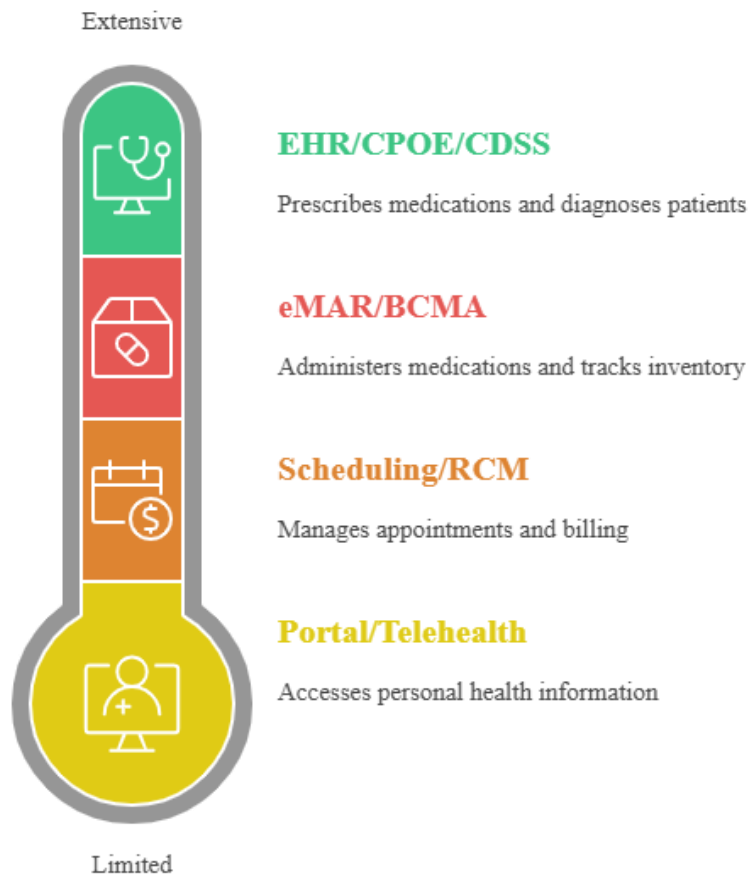 Extensive
EHR/CPOE/CDSS
Prescribes medications and diagnoses patients
eMAR/BCMA
Administers medications and tracks inventory
Scheduling/RCM
Manages appointments and billing
$
Portal/Telehealth
Accesses personal health information
Limited